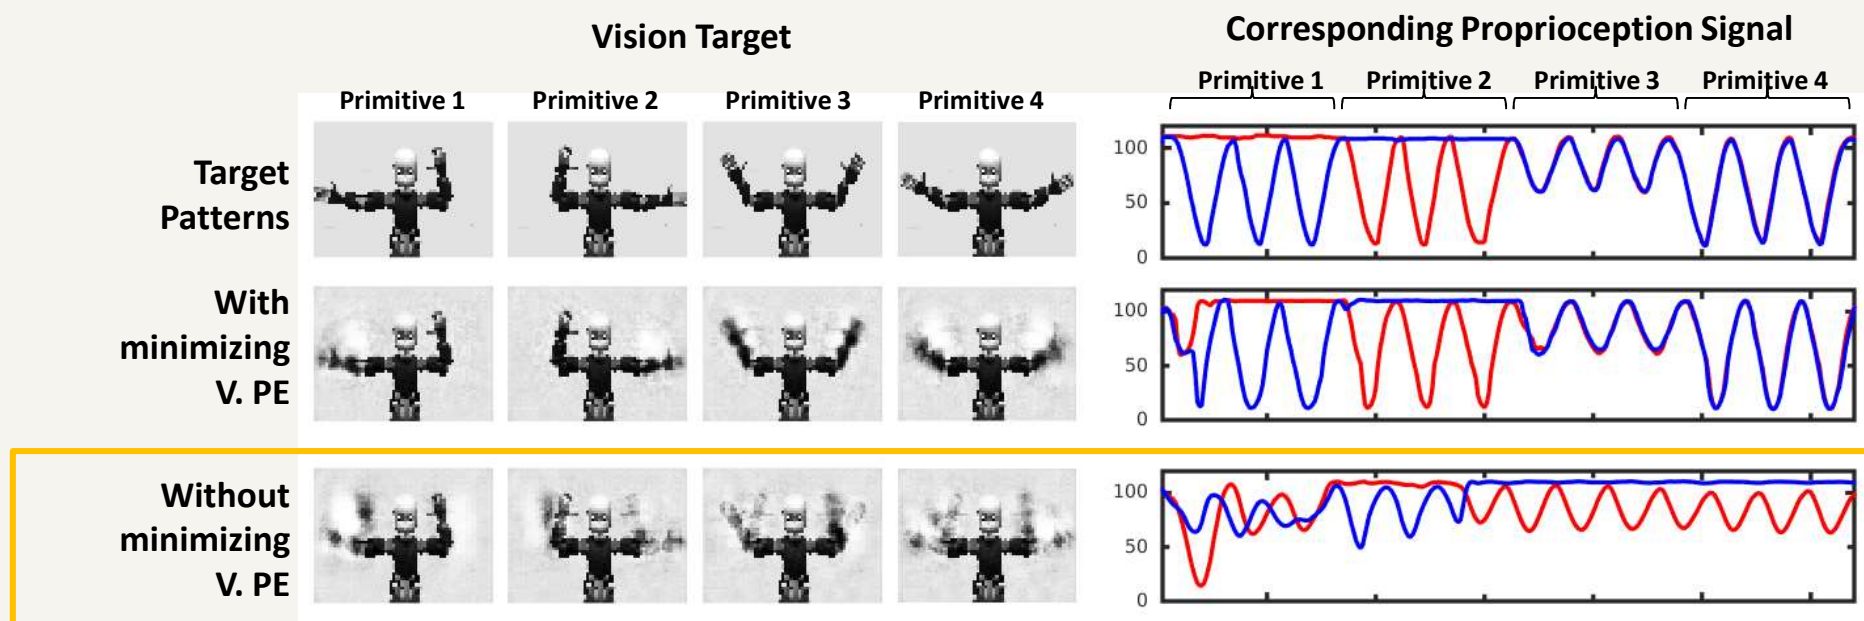 Vision Target
Corresponding Proprioception Signal
Primitive 1
Primitive 2
Primitive 3
Primitive 4
Primitive 1
Primitive 2
Primitive 3
Primitive 4
Target
Patterns
100
50
0
With
minimizing
V. PE
100
50
0
Without
minimizing
V. PE
100
50
0